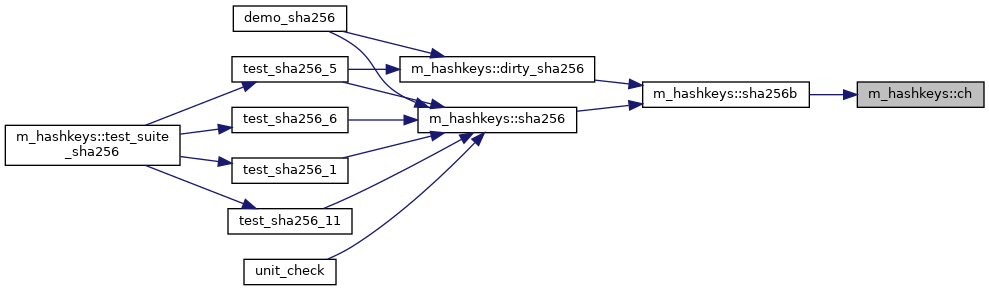 demo_sha256
test_sha256_5
m_hashkeys::dirty_sha256
m_hashkeys::sha256b
m_hashkeys::ch
test_sha256_6
m_hashkeys::sha256
m_hashkeys::test_suite
_sha256
test_sha256_1
test_sha256_11
unit_check